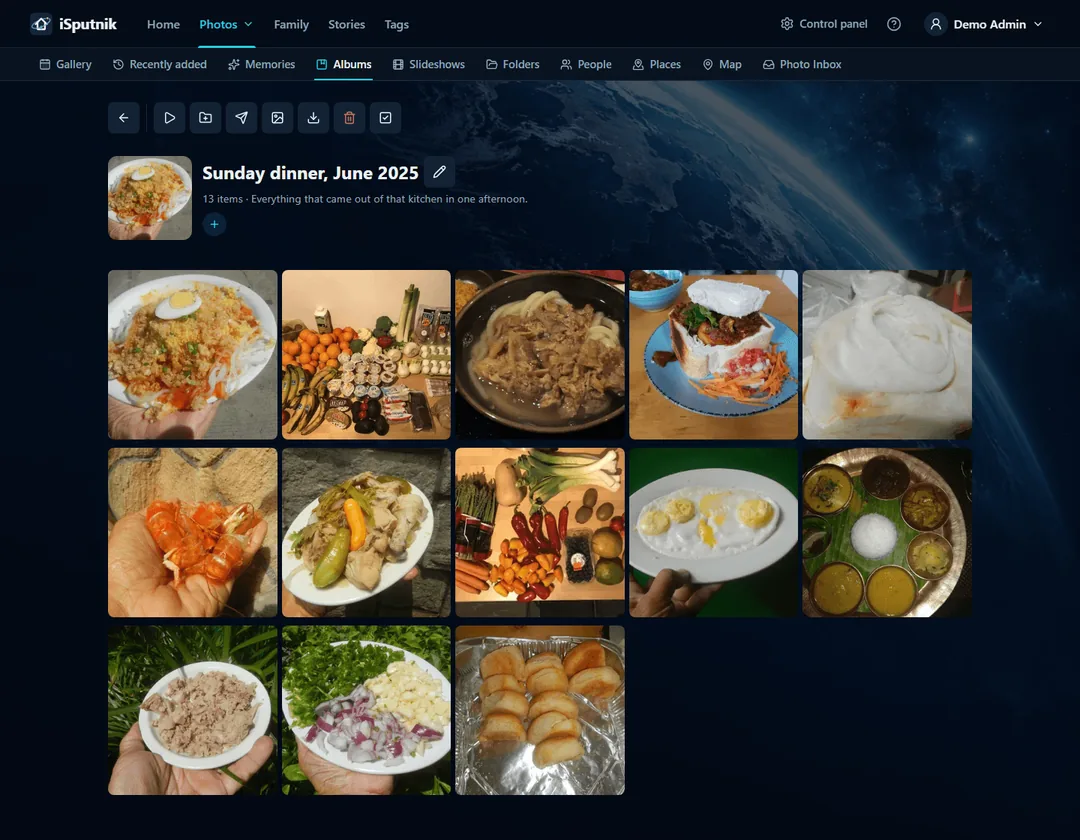 iSputnik
Home
Photos
Family
Stories
Tags
Control panel
Demo Admin
Gallery
Recently added
Memories
Albums
Slideshows
Folders
People
Places
Map
Photo Inbox
Sunday dinner, June 2025
13 items · Everything that came out of that kitchen in one afternoon.